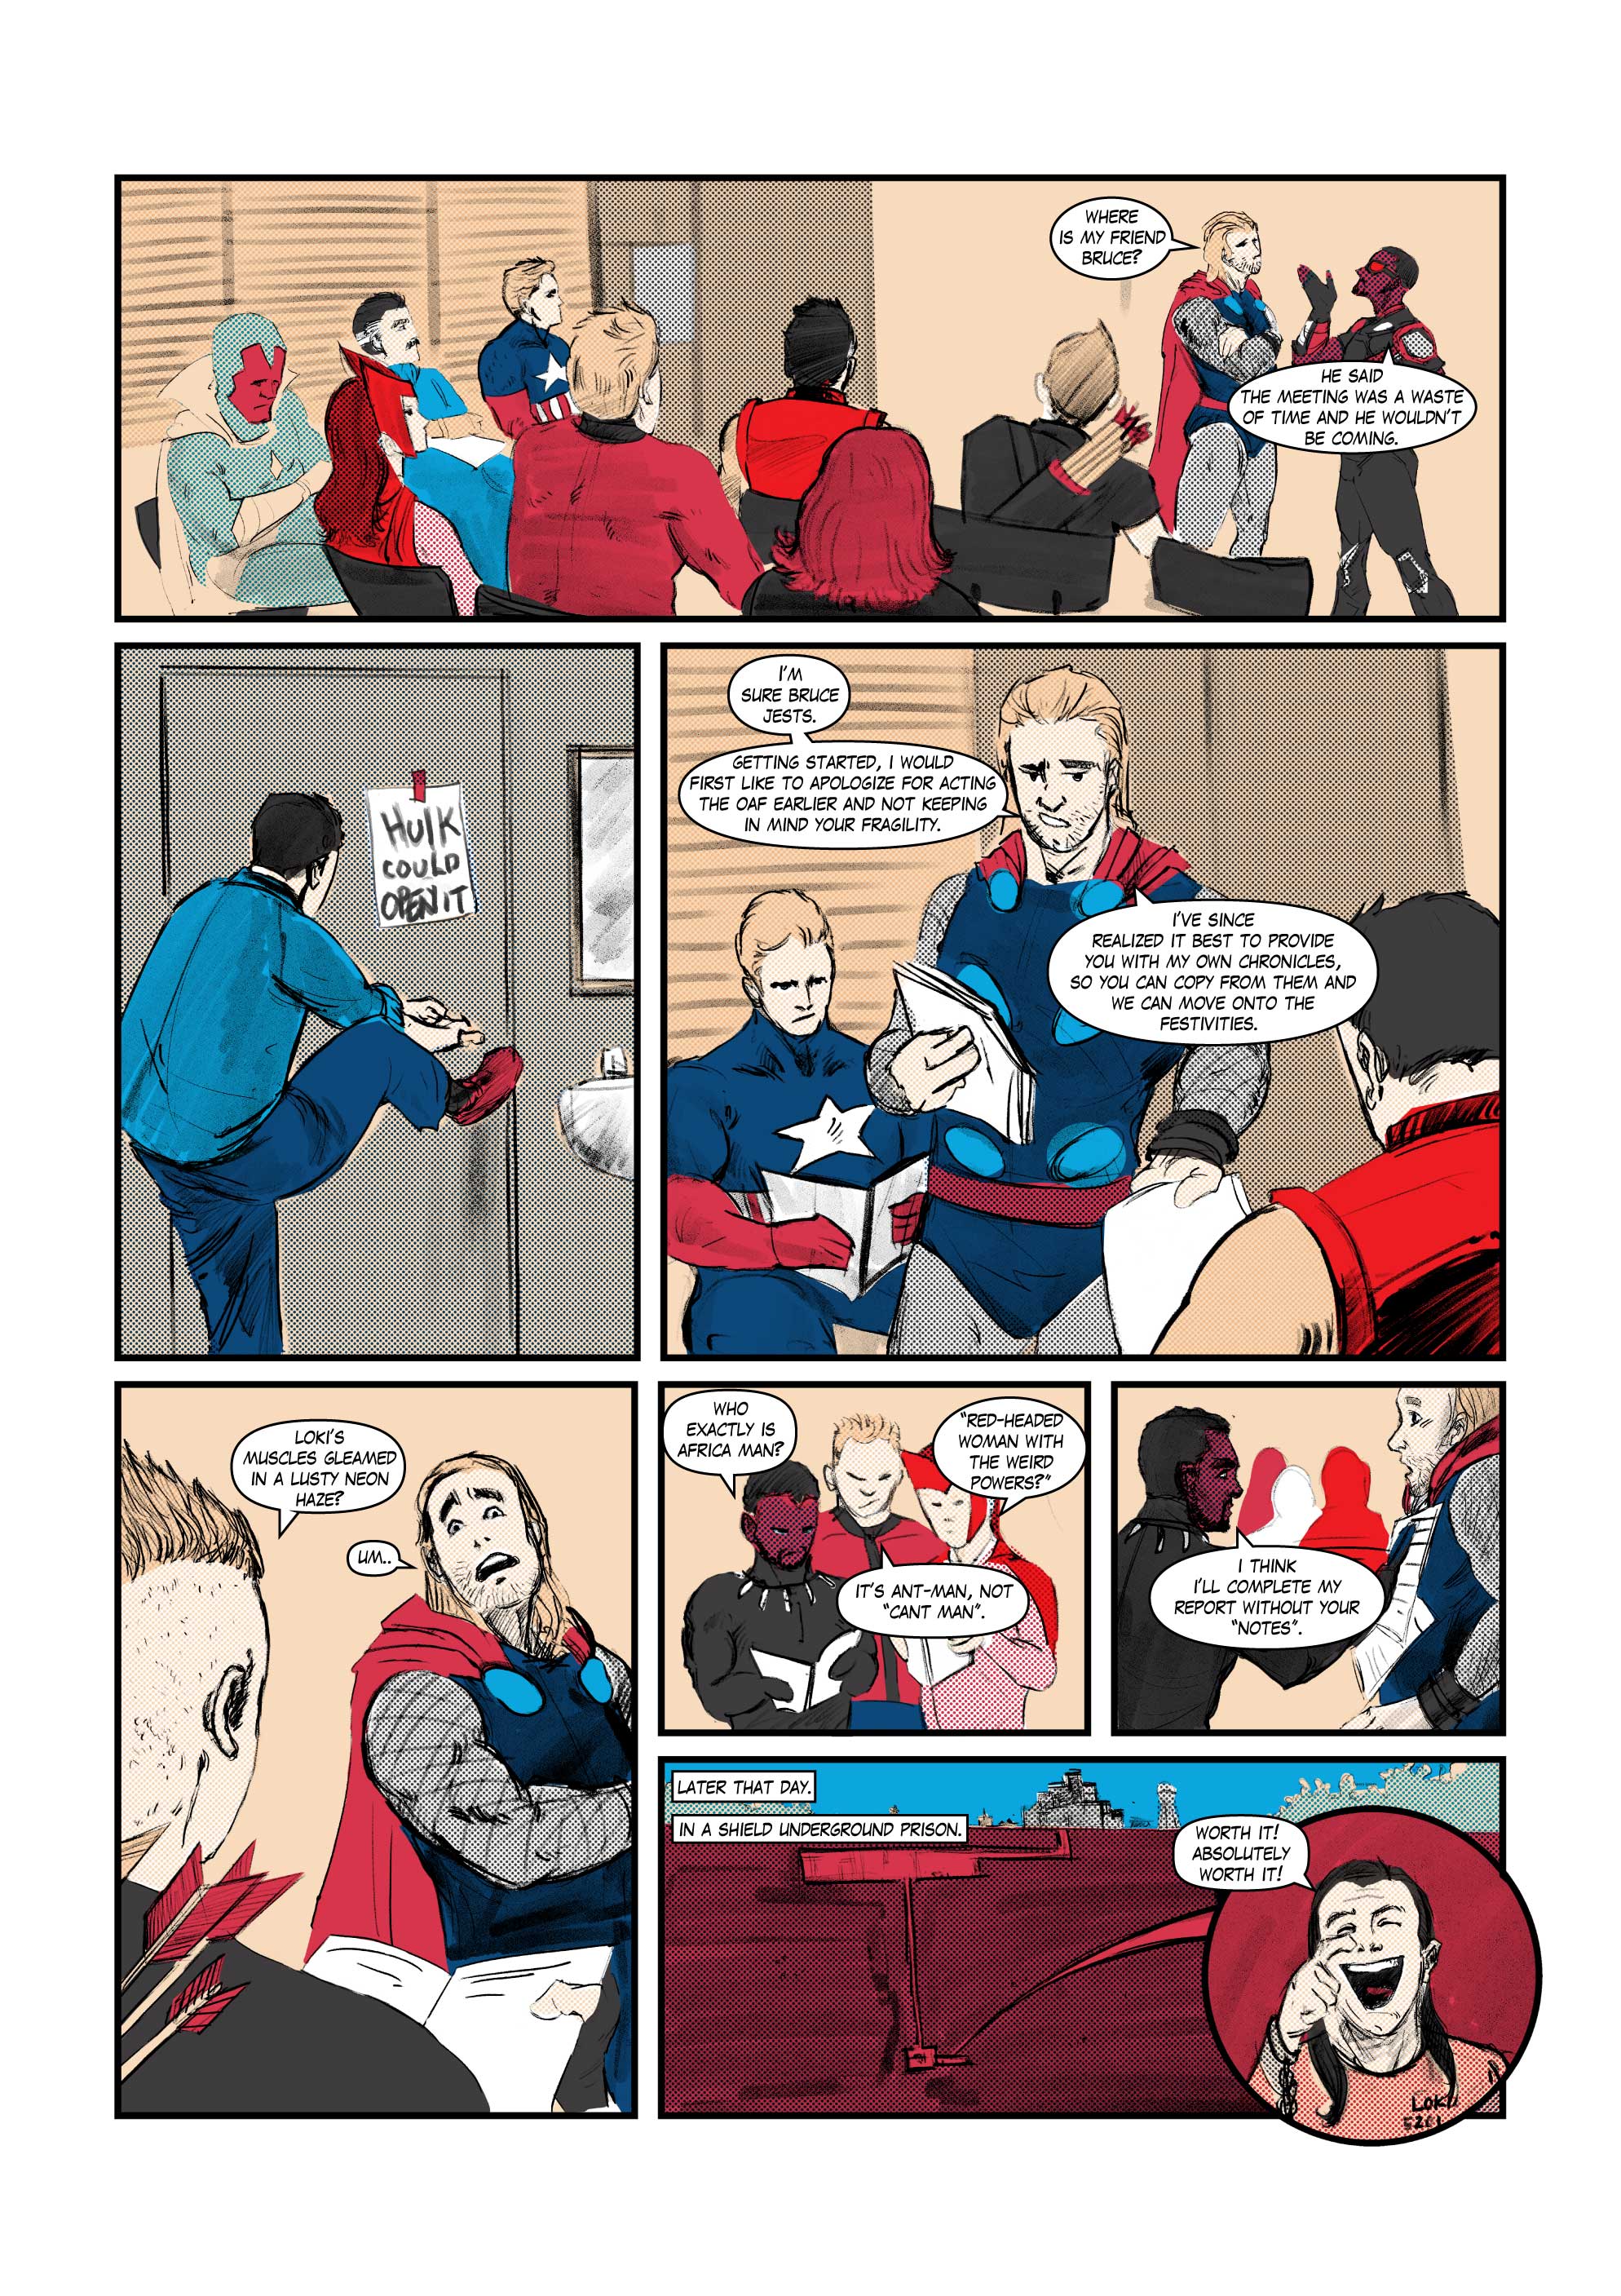 WHERE
IS MY FRIEND
BRUCE?
HE SAID
THE MEETING WAS A WASTE
OF TIME AND HE WOULDN'T
BE COMING.
HULK
COULD
OPEN IT
I'M
SURE BRUCE
JESTS.
GETTING STARTED, I WOULD
FIRST LIKE TO APOLOGIZE FOR ACTING
THE OAF EARLIER AND NOT KEEPING
IN MIND YOUR FRAGILITY.
I'VE SINCE
REALIZED IT BEST TO PROVIDE
YOU WITH MY OWN CHRONICLES,
SO YOU CAN COPY FROM THEM AND
WE CAN MOVE ONTO THE
FESTIVITIES.
LOKI'S
MUSCLES GLEAMED
IN A LUSTY NEON
HAZE?
UM..
WHO
EXACTLY IS
AFRICA MAN?
"RED-HEADED
WOMAN WITH
THE WEIRD
POWERS?"
IT'S ANT-MAN, NOT
"CANT MAN".
I THINK
I'LL COMPLETE MY
REPORT WITHOUT YOUR
"NOTES".
LATER THAT DAY.
IN A SHIELD UNDERGROUND PRISON.
WORTH IT!
ABSOLUTELY
WORTH IT!
LOKI